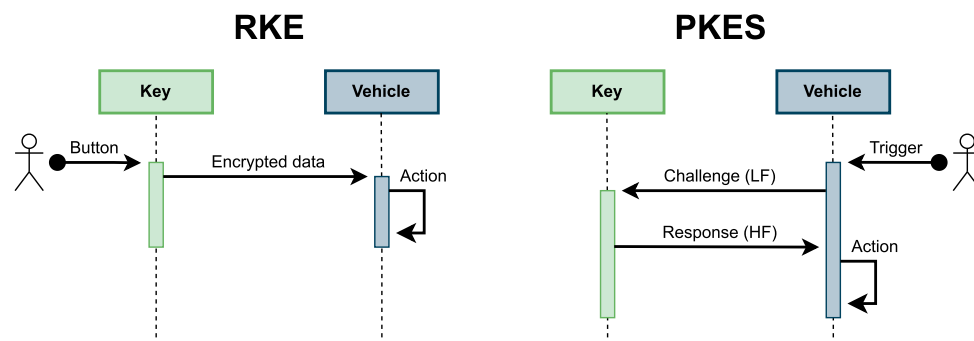 RKE
Key
Vehicle
Button
Encrypted data
Action
PKES
Key
Vehicle
Trigger
Challenge (LF)
Response (HF)
Action